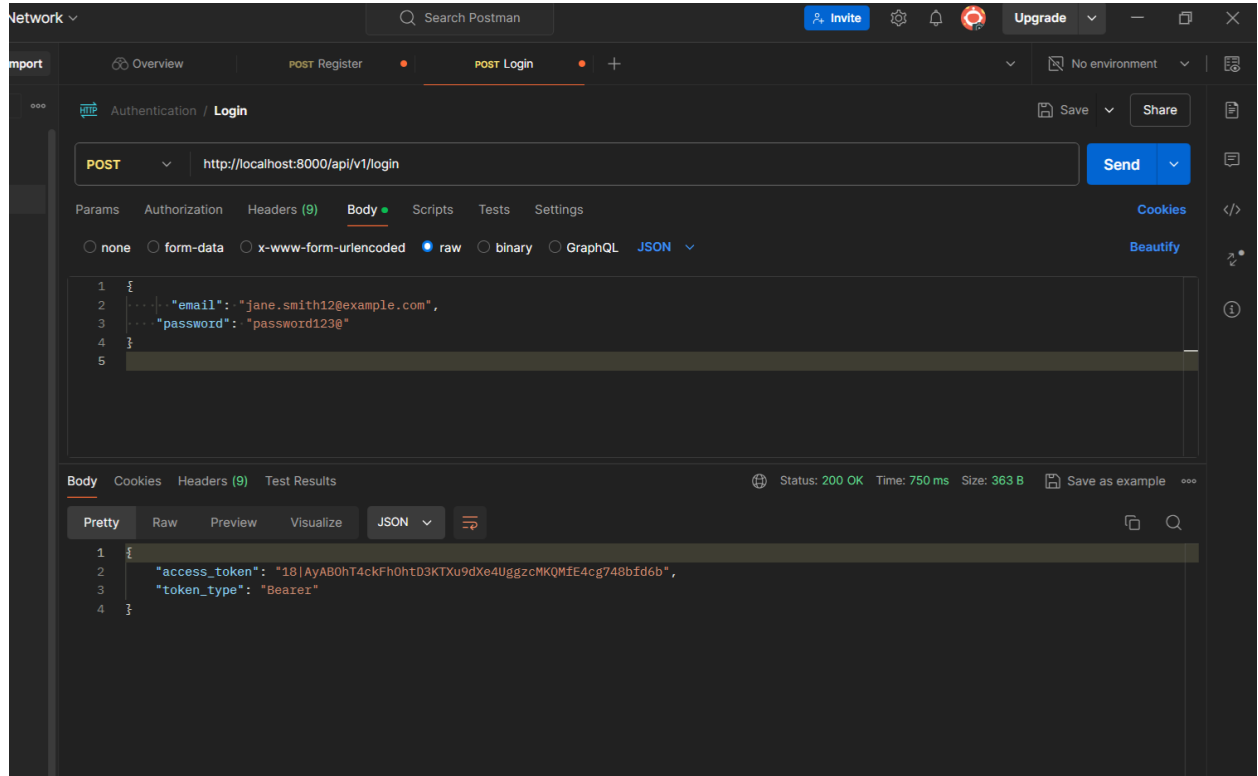 Network
Search Postman
Invite
Upgrade
Import
Overview
POST Register
POST Login
No environment
HTTP Authentication / Login
Save
Share
POST
http://localhost:8000/api/v1/login
Send
Params Authorization Headers (9) Body Scripts Tests Settings
Cookies
none form-data x-www-form-urlencoded raw binary GraphQL JSON
Beautify
1 {
2 "email": "jane.smith12@example.com",
3 "password": "password123@"
4 }
5
Body Cookies Headers (9) Test Results
Status: 200 OK Time: 750 ms Size: 363 B
Save as example
Pretty Raw Preview Visualize JSON
1 {
2 "access_token": "18|AyABOhT4ckFhOhtD3KTXu9dXe4UggzcMKQMfE4cg748bfd6b",
3 "token_type": "Bearer"
4 }